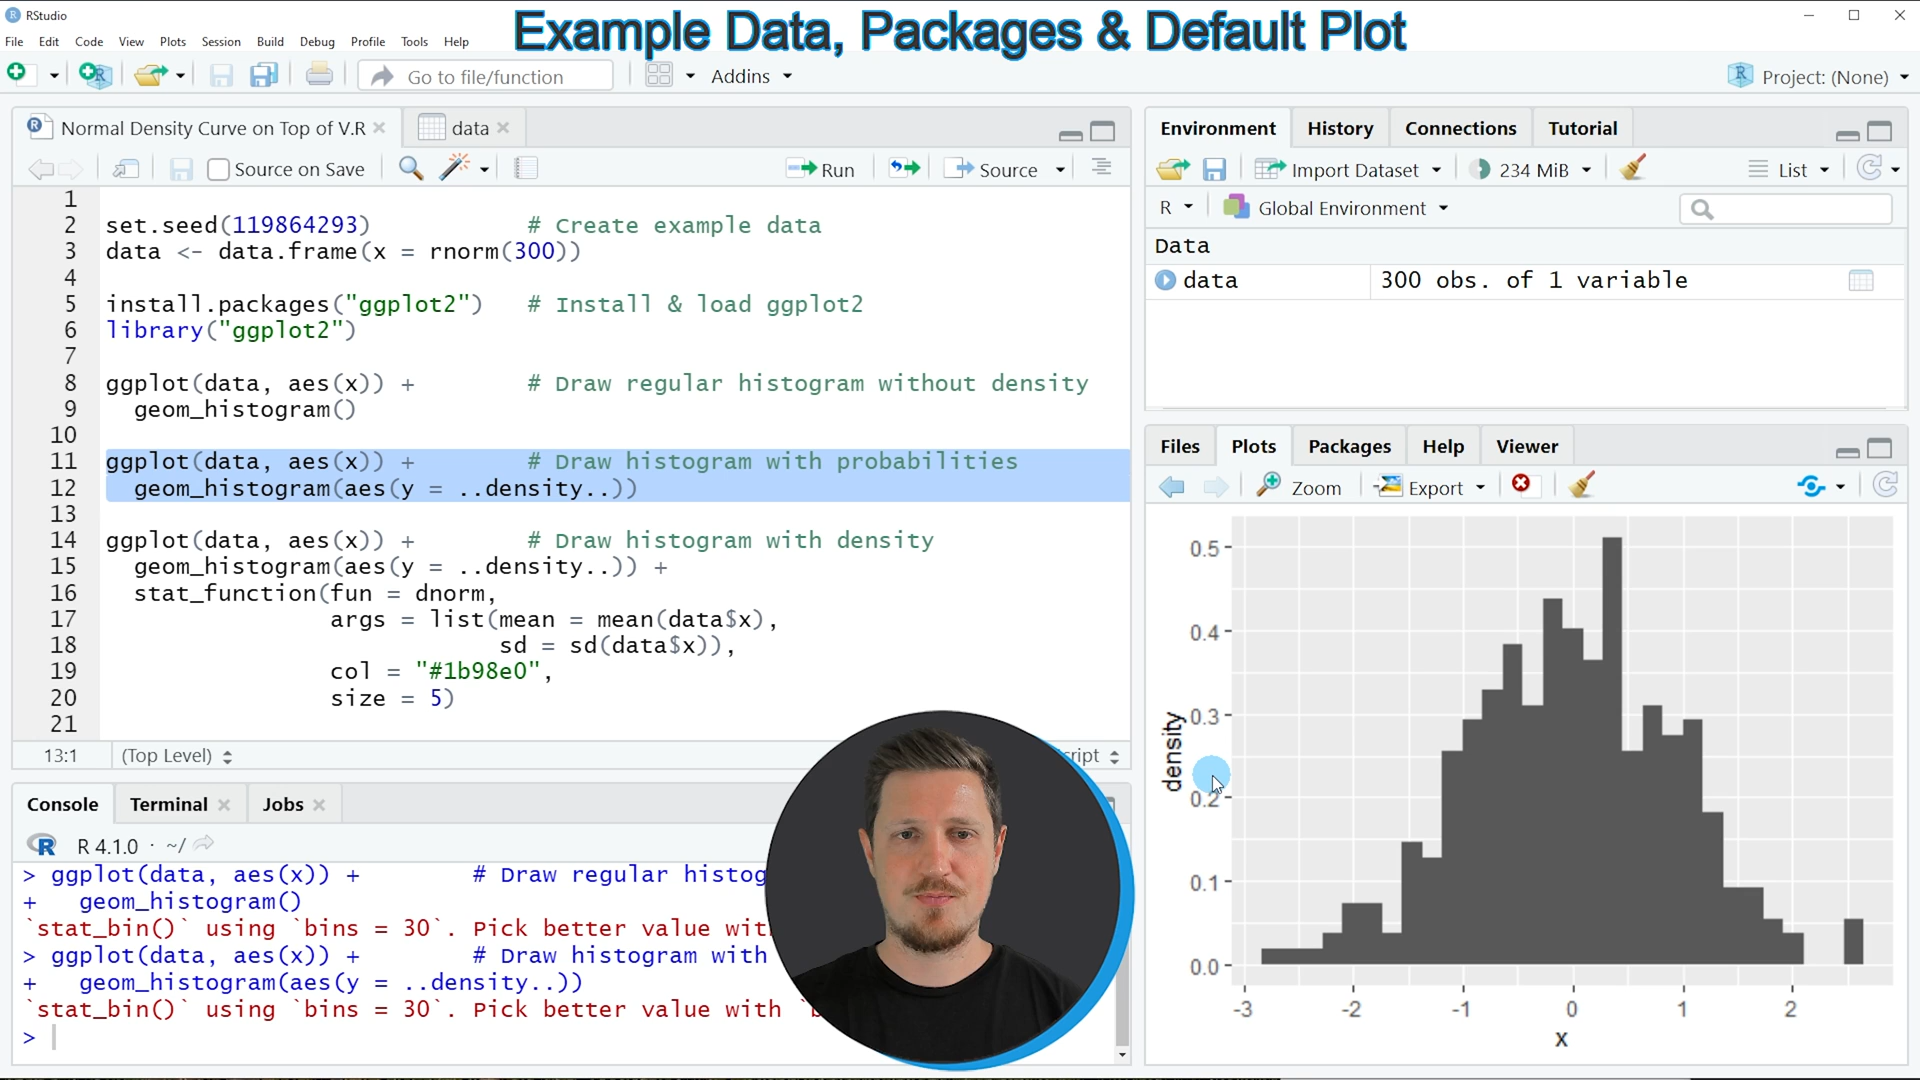 RStudio
Example Data, Packages & Default Plot
File Edit Code View Plots Session Build Debug Profile Tools Help
Go to file/function Addins Project: (None)
Normal Density Curve on Top of V.R data
Source on Save Run Source
1
2 set.seed(119864293) # Create example data
3 data <- data.frame(x = rnorm(300))
4
5 install.packages("ggplot2") # Install & load ggplot2
6 library("ggplot2")
7
8 ggplot(data, aes(x)) + # Draw regular histogram without density
9 geom_histogram()
10
11 ggplot(data, aes(x)) + # Draw histogram with probabilities
12 geom_histogram(aes(y = ..density..))
13
14 ggplot(data, aes(x)) + # Draw histogram with density
15 geom_histogram(aes(y = ..density..)) +
16 stat_function(fun = dnorm,
17 args = list(mean = mean(data$x),
18 sd = sd(data$x)),
19 col = "#1b98e0",
20 size = 5)
21
13:1 (Top Level) cript
Console Terminal Jobs
R 4.1.0 · ~/
> ggplot(data, aes(x)) + # Draw regular histog
+ geom_histogram()
`stat_bin()` using `bins = 30`. Pick better value wit
> ggplot(data, aes(x)) + # Draw histogram with
+ geom_histogram(aes(y = ..density..))
`stat_bin()` using `bins = 30`. Pick better value with `b
>
Environment History Connections Tutorial
Import Dataset 234 MiB List
R Global Environment
Data
data 300 obs. of 1 variable
Files Plots Packages Help Viewer
Zoom Export
0.5
0.4
0.3
0.2
0.1
0.0
density
-3 -2 -1 0 1 2
x